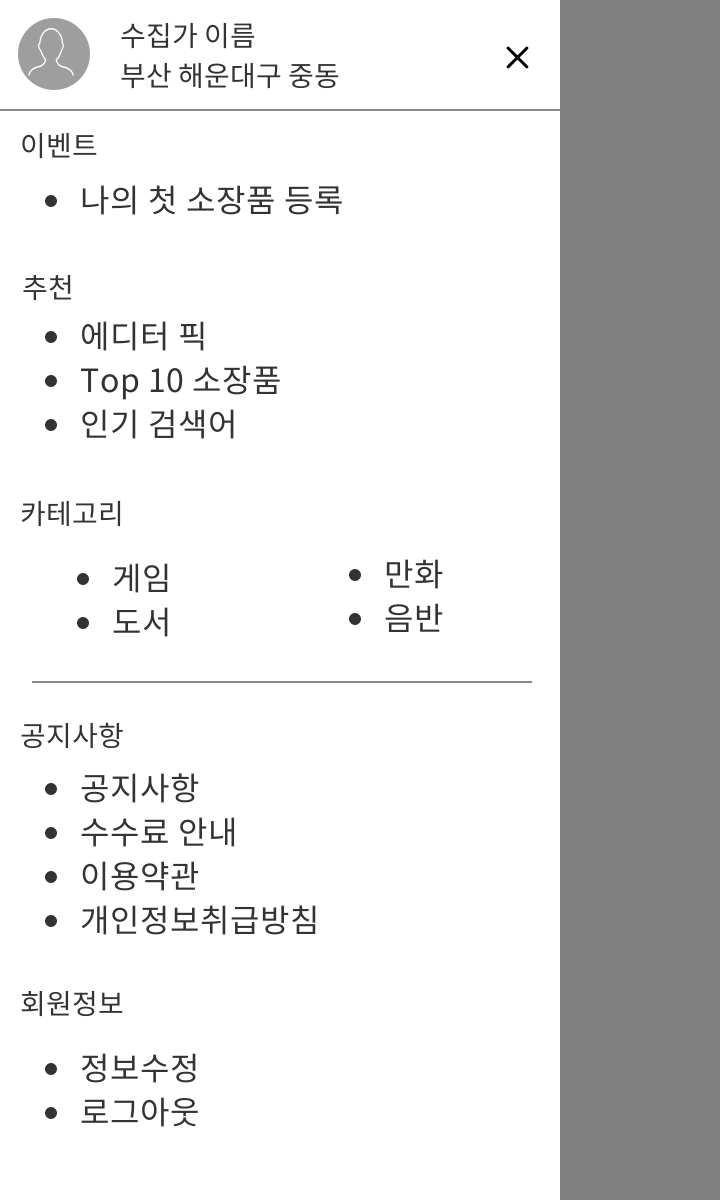 수집가 이름
부산 해운대구 중동
이벤트
• 나의 첫 소장품 등록
추천
• 에디터 픽
• Top 10 소장품
• 인기 검색어
카테고리
• 게임
• 도서
• 만화
• 음반
공지사항
• 공지사항
• 수수료 안내
• 이용약관
• 개인정보취급방침
회원정보
• 정보수정
• 로그아웃